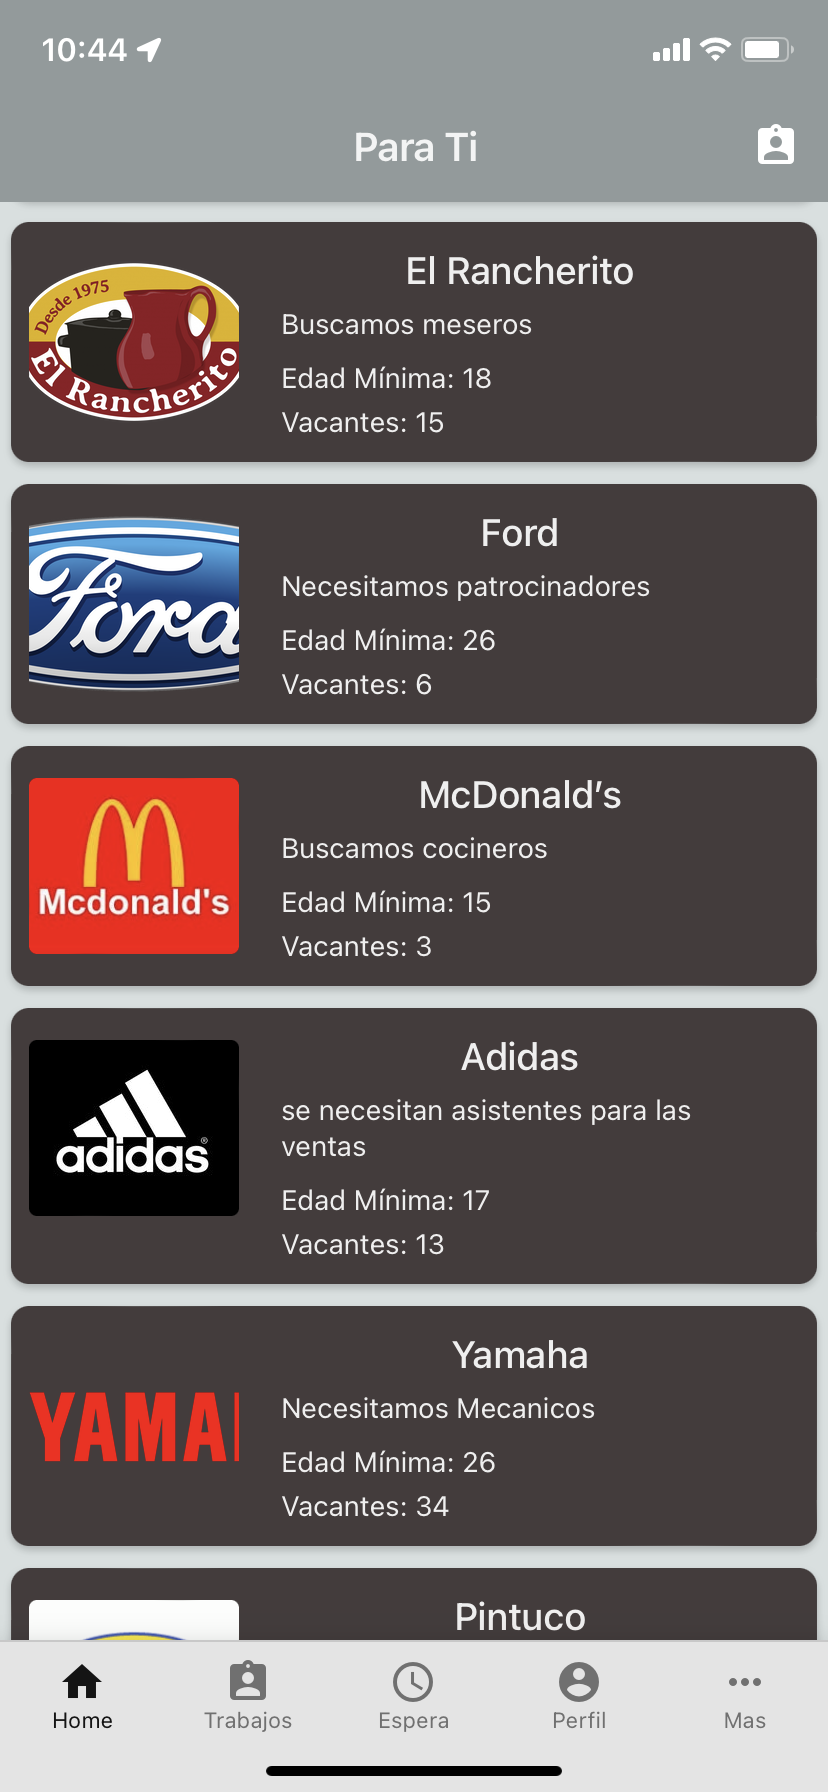 10:44
Para Ti
Desde 1975
El Rancherito
El Rancherito
Buscamos meseros
Edad Mínima: 18
Vacantes: 15
Ford
Ford
Necesitamos patrocinadores
Edad Mínima: 26
Vacantes: 6
Mcdonald's
McDonald’s
Buscamos cocineros
Edad Mínima: 15
Vacantes: 3
adidas®
Adidas
se necesitan asistentes para las
ventas
Edad Mínima: 17
Vacantes: 13
YAMA
Yamaha
Necesitamos Mecanicos
Edad Mínima: 26
Vacantes: 34
Pintuco
Home
Trabajos
Espera
Perfil
Mas